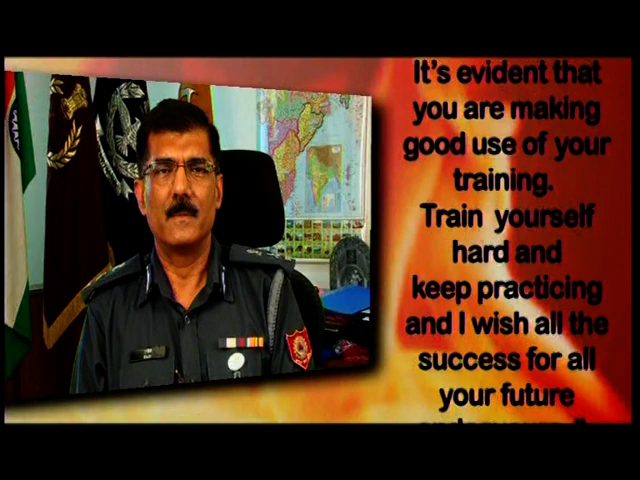 It's evident that
you are making
good use of your
training.
Train yourself
hard and
keep practicing
and I wish all the
success for all
your future